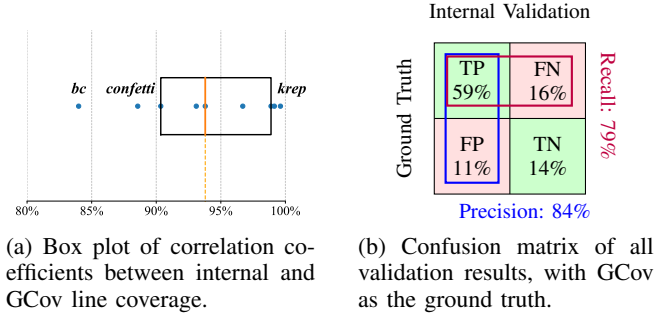 bc confetti krep
80% 85% 90% 95% 100%
(a) Box plot of correlation co-
efficients between internal and
GCov line coverage.
Internal Validation
Ground Truth
TP FN
59% 16%
FP TN
11% 14%
Recall: 79%
Precision: 84%
(b) Confusion matrix of all
validation results, with GCov
as the ground truth.